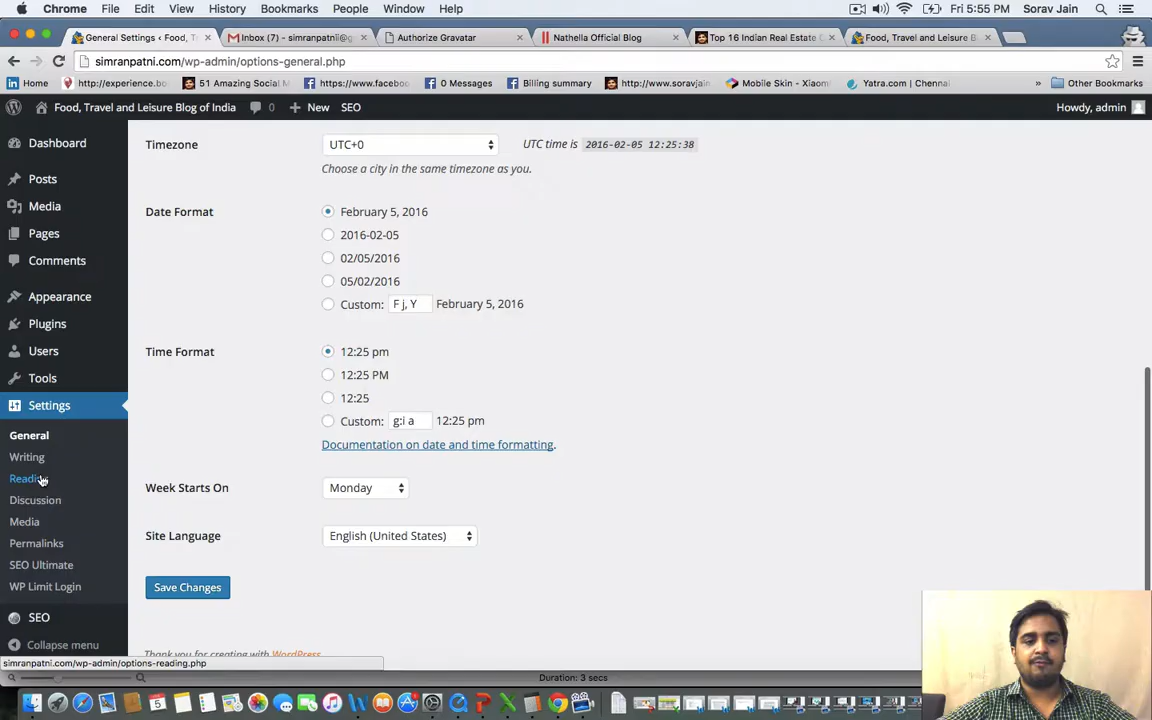 Chrome File Edit View History Bookmarks People Window Help Fri 5:55 PM Sorav Jain
General Settings ‹ Food, T Inbox (7) - simranpatnii@g Authorize Gravatar Nathella Official Blog Top 16 Indian Real Estate C Food, Travel and Leisure B
simranpatni.com/wp-admin/options-general.php
Home http://experience.bo 51 Amazing Social M https://www.faceboo 0 Messages Billing summary http://www.soravjain Mobile Skin - Xiaom Yatra.com | Chennai » Other Bookmarks
Food, Travel and Leisure Blog of India 0 New SEO Howdy, admin
Dashboard
Posts
Media
Pages
Comments
Appearance
Plugins
Users
Tools
Settings
General
Writing
Discussion
Media
Permalinks
SEO Ultimate
WP Limit Login
SEO
Collapse menu
Timezone UTC+0 UTC time is 2016-02-05 12:25:38
Choose a city in the same timezone as you.
Date Format February 5, 2016
2016-02-05
02/05/2016
05/02/2016
Custom: F j, Y February 5, 2016
Time Format 12:25 pm
12:25 PM
12:25
Custom: g:i a 12:25 pm
Documentation on date and time formatting.
Week Starts On Monday
Site Language English (United States)
Save Changes
Thank you for creating with WordPress
simranpatni.com/wp-admin/options-reading.php
Duration: 3 secs